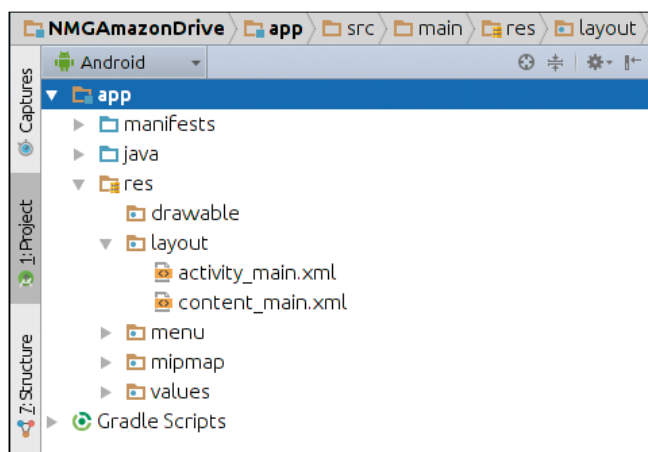 NMGAmazonDrive app src main res layout
Android
app
manifests
java
res
drawable
layout
activity_main.xml
content_main.xml
menu
mipmap
values
Gradle Scripts
Captures
1: Project
7: Structure